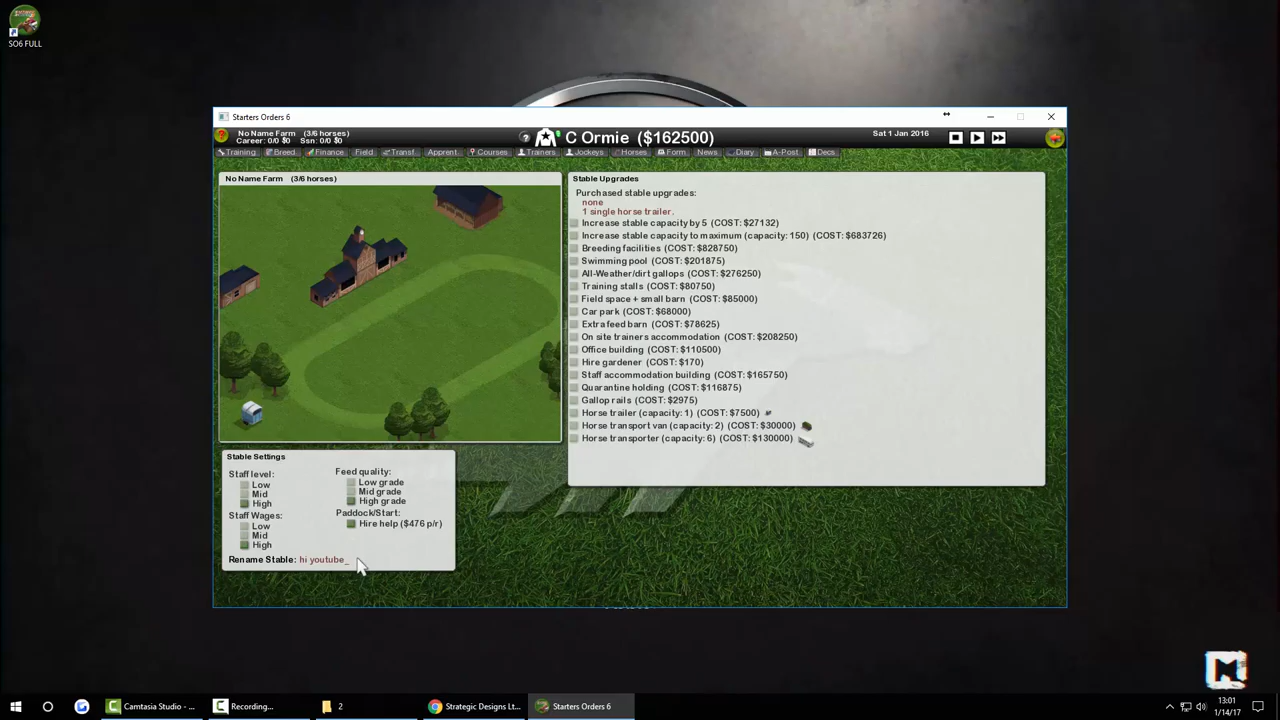 SO6 FULL
Starters Orders 6
No Name Farm (3/6 horses)
Career: 0/0 $0 Ssn: 0/0 $0
C Ormie ($162500)
Sat 1 Jan 2016
Training Breed Finance Field Transf. Apprent. Courses Trainers Jockeys Horses Form News Diary A-Post Decs
No Name Farm (3/6 horses)
Stable Upgrades
Purchased stable upgrades:
none
1 single horse trailer.
Increase stable capacity by 5 (COST: $27132)
Increase stable capacity to maximum (capacity: 150) (COST: $683726)
Breeding facilities (COST: $828750)
Swimming pool (COST: $201875)
All-Weather/dirt gallops (COST: $276250)
Training stalls (COST: $80750)
Field space + small barn (COST: $85000)
Car park (COST: $68000)
Extra feed barn (COST: $78625)
On site trainers accommodation (COST: $208250)
Office building (COST: $110500)
Hire gardener (COST: $170)
Staff accommodation building (COST: $165750)
Quarantine holding (COST: $116875)
Gallop rails (COST: $2975)
Horse trailer (capacity: 1) (COST: $7500)
Horse transport van (capacity: 2) (COST: $30000)
Horse transporter (capacity: 6) (COST: $130000)
Stable Settings
Staff level:
Low
Mid
High
Staff Wages:
Low
Mid
High
Feed quality:
Low grade
Mid grade
High grade
Paddock/Start:
Hire help ($476 p/r)
Rename Stable: hi youtube_
Camtasia Studio - ...
Recording...
2
Strategic Designs Lt...
Starters Orders 6
13:01
1/14/17